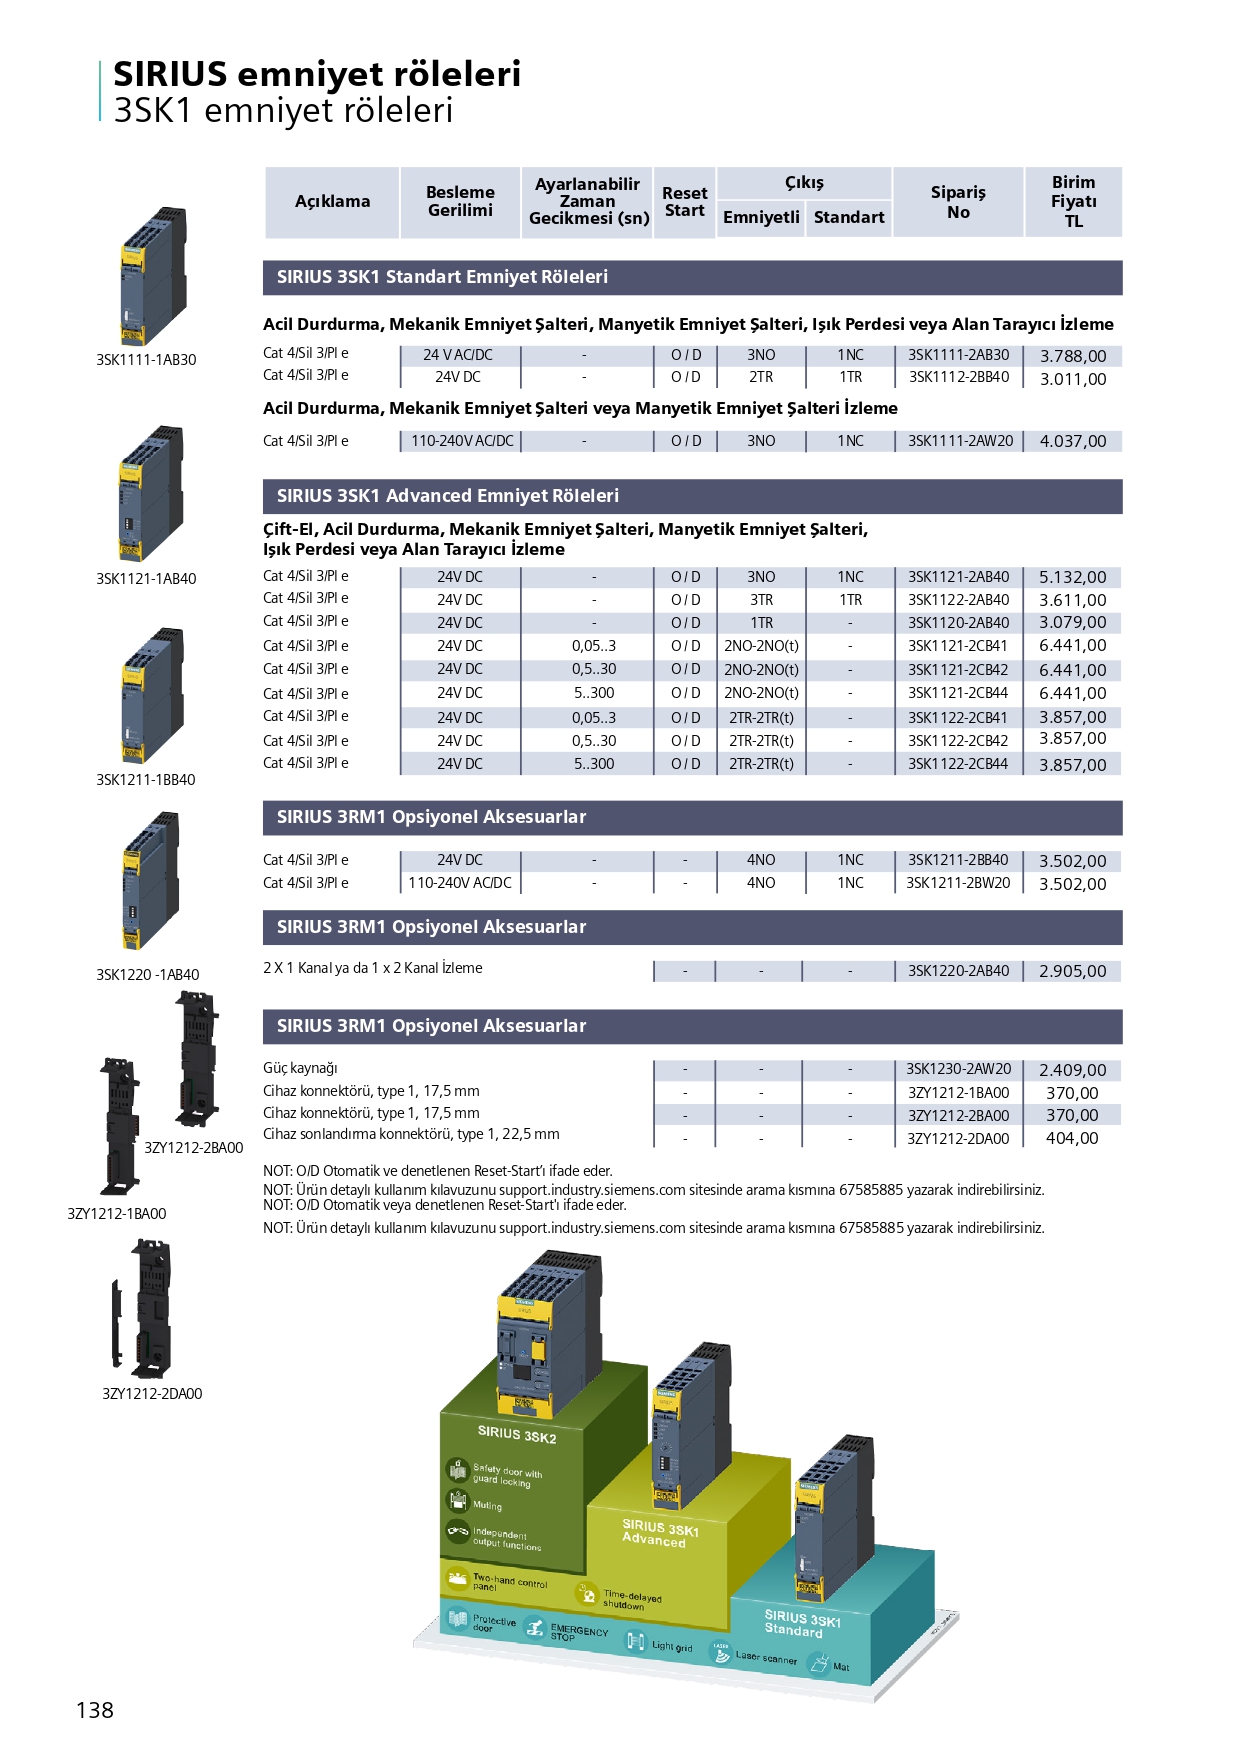 SIRIUS emniyet röleleri
3SK1 emniyet röleleri
Açıklama
Besleme
Gerilimi
Ayarlanabilir
Zaman
Gecikmesi (sn)
Reset
Start
Çıkış
Emniyetli Standart
Sipariş
No
Birim
Fiyatı
TL
SIRIUS 3SK1 Standart Emniyet Röleleri
Acil Durdurma, Mekanik Emniyet Şalteri, Manyetik Emniyet Şalteri, Işık Perdesi veya Alan Tarayıcı İzleme
Cat 4/Sil 3/Pl e 24 V AC/DC - O / D 3NO 1NC 3SK1111-2AB30 3.788,00
Cat 4/Sil 3/Pl e 24V DC - O / D 2TR 1TR 3SK1112-2BB40 3.011,00
Acil Durdurma, Mekanik Emniyet Şalteri veya Manyetik Emniyet Şalteri İzleme
Cat 4/Sil 3/Pl e 110-240V AC/DC - O / D 3NO 1NC 3SK1111-2AW20 4.037,00
SIRIUS 3SK1 Advanced Emniyet Röleleri
Çift-El, Acil Durdurma, Mekanik Emniyet Şalteri, Manyetik Emniyet Şalteri,
Işık Perdesi veya Alan Tarayıcı İzleme
Cat 4/Sil 3/Pl e 24V DC - O / D 3NO 1NC 3SK1121-2AB40 5.132,00
Cat 4/Sil 3/Pl e 24V DC - O / D 3TR 1TR 3SK1122-2AB40 3.611,00
Cat 4/Sil 3/Pl e 24V DC - O / D 1TR - 3SK1120-2AB40 3.079,00
Cat 4/Sil 3/Pl e 24V DC 0,05..3 O / D 2NO-2NO(t) - 3SK1121-2CB41 6.441,00
Cat 4/Sil 3/Pl e 24V DC 0,5..30 O / D 2NO-2NO(t) - 3SK1121-2CB42 6.441,00
Cat 4/Sil 3/Pl e 24V DC 5..300 O / D 2NO-2NO(t) - 3SK1121-2CB44 6.441,00
Cat 4/Sil 3/Pl e 24V DC 0,05..3 O / D 2TR-2TR(t) - 3SK1122-2CB41 3.857,00
Cat 4/Sil 3/Pl e 24V DC 0,5..30 O / D 2TR-2TR(t) - 3SK1122-2CB42 3.857,00
Cat 4/Sil 3/Pl e 24V DC 5..300 O / D 2TR-2TR(t) - 3SK1122-2CB44 3.857,00
SIRIUS 3RM1 Opsiyonel Aksesuarlar
Cat 4/Sil 3/Pl e 24V DC - - 4NO 1NC 3SK1211-2BB40 3.502,00
Cat 4/Sil 3/Pl e 110-240V AC/DC - - 4NO 1NC 3SK1211-2BW20 3.502,00
SIRIUS 3RM1 Opsiyonel Aksesuarlar
2 X 1 Kanal ya da 1 x 2 Kanal İzleme - - - 3SK1220-2AB40 2.905,00
SIRIUS 3RM1 Opsiyonel Aksesuarlar
Güç kaynağı - - - 3SK1230-2AW20 2.409,00
Cihaz konnektörü, type 1, 17,5 mm - - - 3ZY1212-1BA00 370,00
Cihaz konnektörü, type 1, 17,5 mm - - - 3ZY1212-2BA00 370,00
Cihaz sonlandırma konnektörü, type 1, 22,5 mm - - - 3ZY1212-2DA00 404,00
NOT: O/D Otomatik ve denetlenen Reset-Start'ı ifade eder.
NOT: Ürün detaylı kullanım kılavuzunu support.industry.siemens.com sitesinde arama kısmına 67585885 yazarak indirebilirsiniz.
NOT: O/D Otomatik veya denetlenen Reset-Start'ı ifade eder.
NOT: Ürün detaylı kullanım kılavuzunu support.industry.siemens.com sitesinde arama kısmına 67585885 yazarak indirebilirsiniz.
3SK1111-1AB30
3SK1121-1AB40
3SK1211-1BB40
3SK1220 -1AB40
3ZY1212-2BA00
3ZY1212-1BA00
3ZY1212-2DA00
SIRIUS 3SK2
Safety door with
guard locking
Muting
Independent
output functions
SIRIUS 3SK1
Advanced
Two-hand control
panel
Time-delayed
shutdown
SIRIUS 3SK1
Standard
Protective
door
EMERGENCY
STOP
Light grid
LASER
Laser scanner
Mat
138